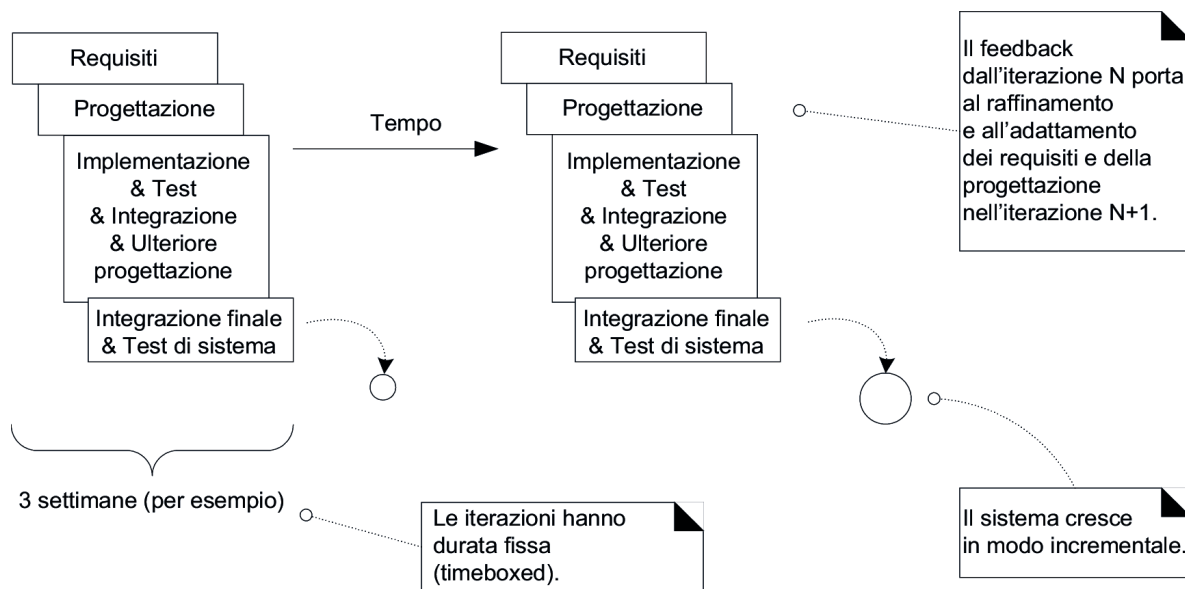 Requisiti
Progettazione
Implementazione
& Test
& Integrazione
& Ulteriore
progettazione
Integrazione finale
& Test di sistema
Tempo
Requisiti
Progettazione
Implementazione
& Test
& Integrazione
& Ulteriore
progettazione
Integrazione finale
& Test di sistema
Il feedback
dall'iterazione N porta
al raffinamento
e all'adattamento
dei requisiti e della
progettazione
nell'iterazione N+1.
3 settimane (per esempio)
Le iterazioni hanno
durata fissa
(timeboxed).
Il sistema cresce
in modo incrementale.